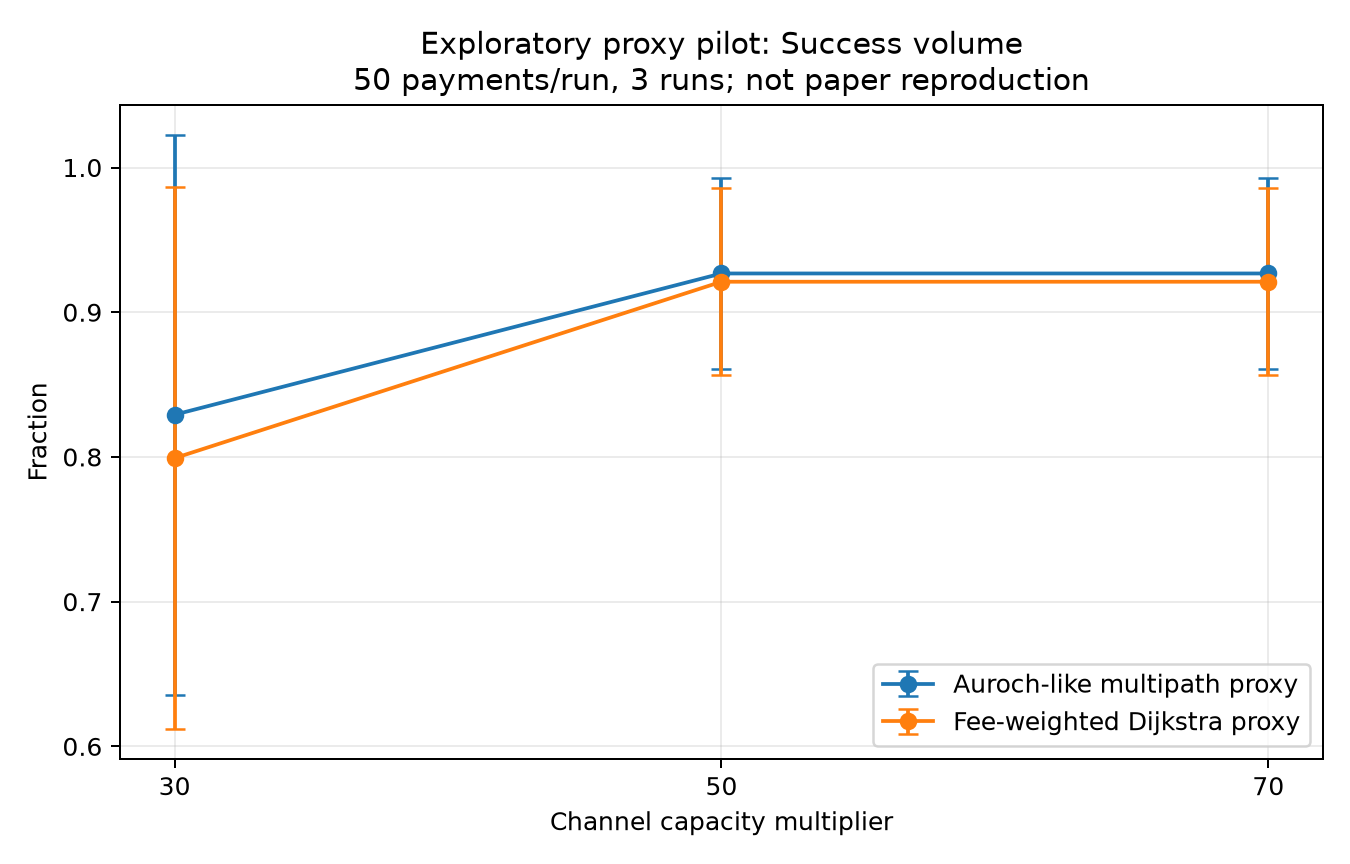 Exploratory proxy pilot: Success volume
50 payments/run, 3 runs; not paper reproduction
Fraction
1.0
0.9
0.8
0.7
0.6
30
50
70
Channel capacity multiplier
Auroch-like multipath proxy
Fee-weighted Dijkstra proxy